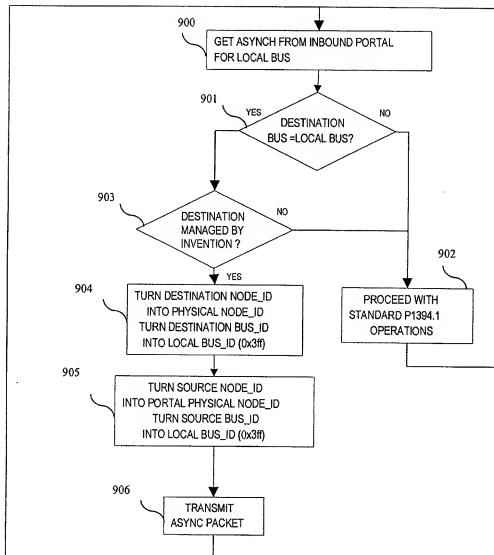 900
GET ASYNCH FROM INBOUND PORTAL
FOR LOCAL BUS
901
YES
NO
DESTINATION
BUS =LOCAL BUS?
903
DESTINATION
MANAGED BY
INVENTION ?
NO
YES
902
PROCEED WITH
STANDARD P1394.1
OPERATIONS
904
TURN DESTINATION NODE_ID
INTO PHYSICAL NODE_ID
TURN DESTINATION BUS_ID
INTO LOCAL BUS_ID (0x3ff)
905
TURN SOURCE NODE_ID
INTO PORTAL PHYSICAL NODE_ID
TURN SOURCE BUS_ID
INTO LOCAL BUS_ID (0x3ff)
906
TRANSMIT
ASYNC PACKET